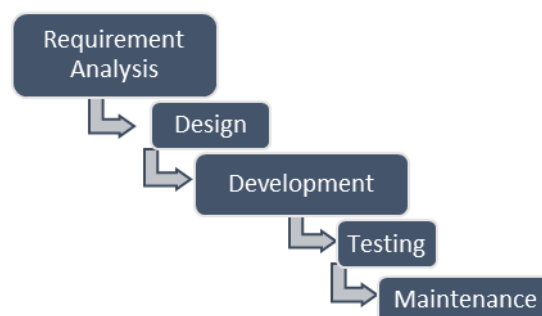 Requirement
Analysis
Design
Development
Testing
Maintenance